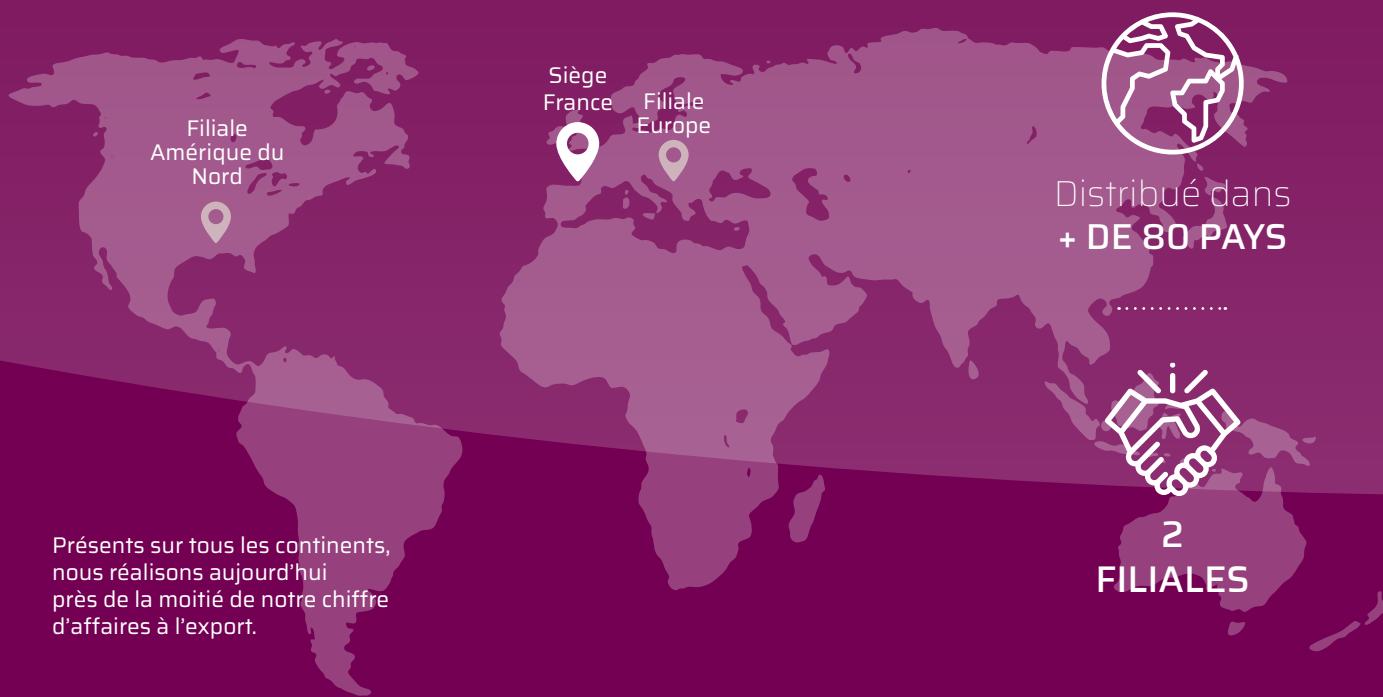 Siège
France
Filiale
Europe
Filiale
Amérique du
Nord
Distribué dans
+ DE 80 PAYS
2
FILIALES
Présents sur tous les continents,
nous réalisons aujourd’hui
près de la moitié de notre chiffre
d’affaires à l’export.